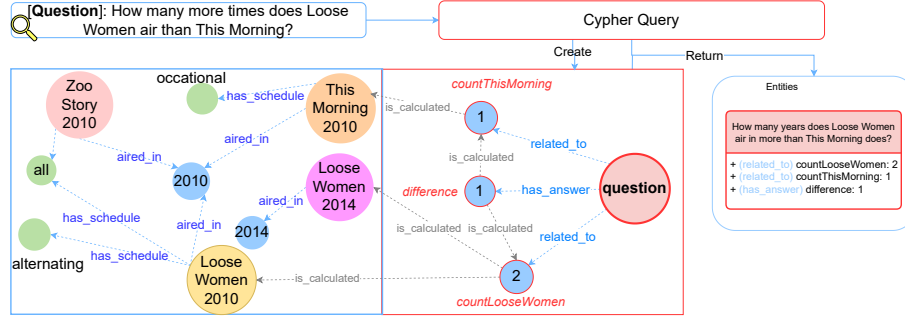 [Question]: How many more times does Loose
Women air than This Morning?
Cypher Query
Create
Return
occational
Zoo
Story
2010
has_schedule
This
Morning
2010
aired_in
aired_in
all
2010
Loose
Women
2014
aired_in
2014
has_schedule
aired_in
has_schedule
alternating
Loose
Women
2010
countThisMorning
is_calculated
1
related_to
is_calculated
difference
1
has_answer
question
is_calculated
is_calculated
related_to
2
is_calculated
countLooseWomen
Entities
How many years does Loose Women
air in more than This Morning does?
+ (related_to) countLooseWomen: 2
+ (related_to) countThisMorning: 1
+ (has_answer) difference: 1